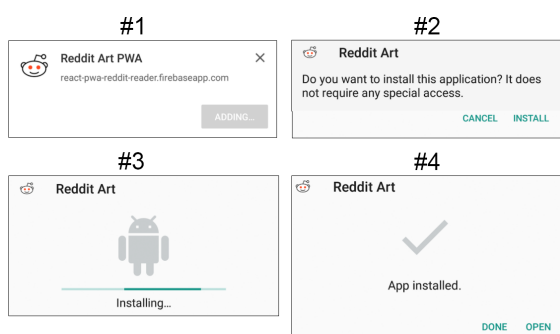 #1
Reddit Art PWA
react-pwa-reddit-reader.firebaseapp.com
ADDING...
#2
Reddit Art
Do you want to install this application? It does
not require any special access.
CANCEL INSTALL
#3
Reddit Art
Installing...
#4
Reddit Art
App installed.
DONE OPEN